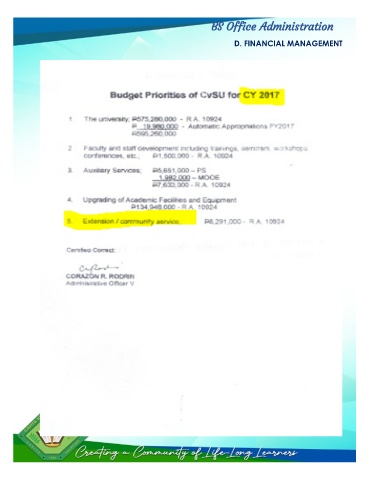 BS Office Administration
D. FINANCIAL MANAGEMENT
Budget Priorities of CvSU for CY 2017
1. The university; ₱575,280,000 - R.A. 10924
₱ 19,980,000 - Automatic Appropriations FY2017
₱595,260,000
2. Faculty and staff development including trainings, seminars, workshops
conferences, etc., ₱1,500,000 - R.A. 10924
3. Auxiliary Services; ₱5,651,000 – PS
1,982,000 – MOOE
₱7,633,000 - R.A. 10924
4. Upgrading of Academic Facilities and Equipment
₱134,948,000 - R.A. 10924
5. Extension / community service; ₱6,291,000 - R.A. 10924
Certified Correct:
CORAZON R. RODRIN
Administrative Officer V
Creating a Community of Life-Long Learners